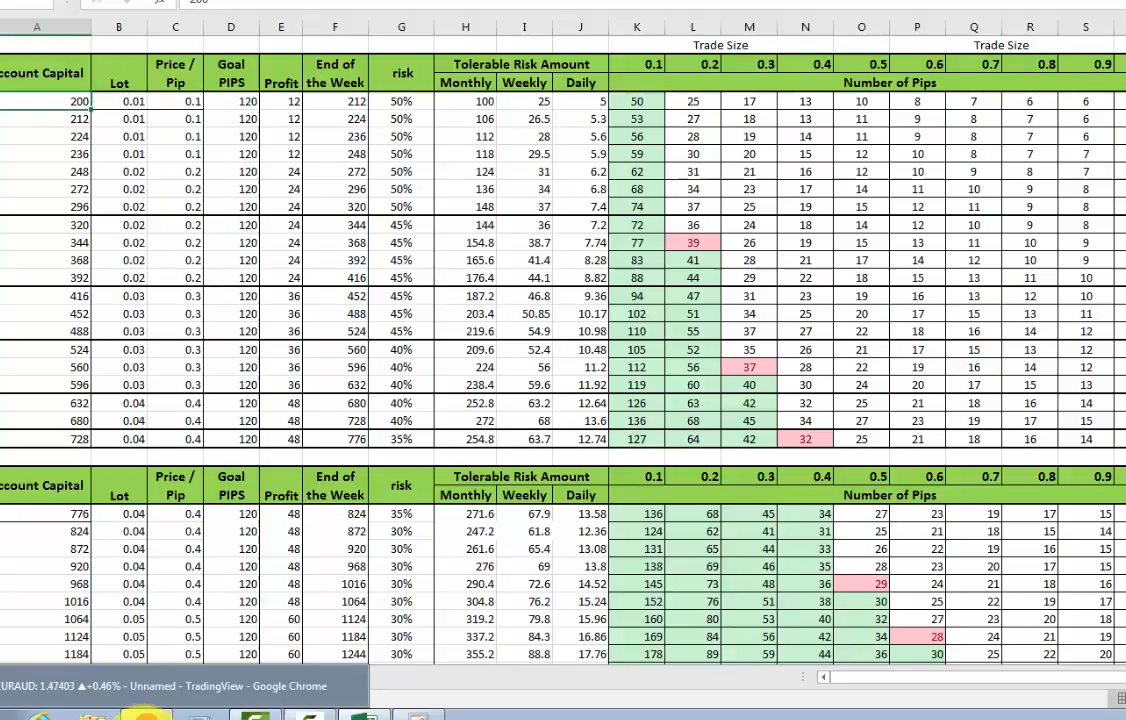 200
A B C D E F G H I J K L M N O P Q R S
Trade Size Trade Size
ccount Capital Lot Price / Pip Goal PIPS Profit End of the Week risk Tolerable Risk Amount 0.1 0.2 0.3 0.4 0.5 0.6 0.7 0.8 0.9
Monthly Weekly Daily Number of Pips
200 0.01 0.1 120 12 212 50% 100 25 5 50 25 17 13 10 8 7 6 6
212 0.01 0.1 120 12 224 50% 106 26.5 5.3 53 27 18 13 11 9 8 7 6
224 0.01 0.1 120 12 236 50% 112 28 5.6 56 28 19 14 11 9 8 7 6
236 0.01 0.1 120 12 248 50% 118 29.5 5.9 59 30 20 15 12 10 8 7 7
248 0.02 0.2 120 24 272 50% 124 31 6.2 62 31 21 16 12 10 9 8 7
272 0.02 0.2 120 24 296 50% 136 34 6.8 68 34 23 17 14 11 10 9 8
296 0.02 0.2 120 24 320 50% 148 37 7.4 74 37 25 19 15 12 11 9 8
320 0.02 0.2 120 24 344 45% 144 36 7.2 72 36 24 18 14 12 10 9 8
344 0.02 0.2 120 24 368 45% 154.8 38.7 7.74 77 39 26 19 15 13 11 10 9
368 0.02 0.2 120 24 392 45% 165.6 41.4 8.28 83 41 28 21 17 14 12 10 9
392 0.02 0.2 120 24 416 45% 176.4 44.1 8.82 88 44 29 22 18 15 13 11 10
416 0.03 0.3 120 36 452 45% 187.2 46.8 9.36 94 47 31 23 19 16 13 12 10
452 0.03 0.3 120 36 488 45% 203.4 50.85 10.17 102 51 34 25 20 17 15 13 11
488 0.03 0.3 120 36 524 45% 219.6 54.9 10.98 110 55 37 27 22 18 16 14 12
524 0.03 0.3 120 36 560 40% 209.6 52.4 10.48 105 52 35 26 21 17 15 13 12
560 0.03 0.3 120 36 596 40% 224 56 11.2 112 56 37 28 22 19 16 14 12
596 0.03 0.3 120 36 632 40% 238.4 59.6 11.92 119 60 40 30 24 20 17 15 13
632 0.04 0.4 120 48 680 40% 252.8 63.2 12.64 126 63 42 32 25 21 18 16 14
680 0.04 0.4 120 48 728 40% 272 68 13.6 136 68 45 34 27 23 19 17 15
728 0.04 0.4 120 48 776 35% 254.8 63.7 12.74 127 64 42 32 25 21 18 16 14
ccount Capital Lot Price / Pip Goal PIPS Profit End of the Week risk Tolerable Risk Amount 0.1 0.2 0.3 0.4 0.5 0.6 0.7 0.8 0.9
Monthly Weekly Daily Number of Pips
776 0.04 0.4 120 48 824 35% 271.6 67.9 13.58 136 68 45 34 27 23 19 17 15
824 0.04 0.4 120 48 872 30% 247.2 61.8 12.36 124 62 41 31 25 21 18 15 14
872 0.04 0.4 120 48 920 30% 261.6 65.4 13.08 131 65 44 33 26 22 19 16 15
920 0.04 0.4 120 48 968 30% 276 69 13.8 138 69 46 35 28 23 20 17 15
968 0.04 0.4 120 48 1016 30% 290.4 72.6 14.52 145 73 48 36 29 24 21 18 16
1016 0.04 0.4 120 48 1064 30% 304.8 76.2 15.24 152 76 51 38 30 25 22 19 17
1064 0.05 0.5 120 60 1124 30% 319.2 79.8 15.96 160 80 53 40 32 27 23 20 18
1124 0.05 0.5 120 60 1184 30% 337.2 84.3 16.86 169 84 56 42 34 28 24 21 19
1184 0.05 0.5 120 60 1244 30% 355.2 88.8 17.76 178 89 59 44 36 30 25 22 20
URAUD: 1.47403 ▲+0.46% - Unnamed - TradingView - Google Chrome